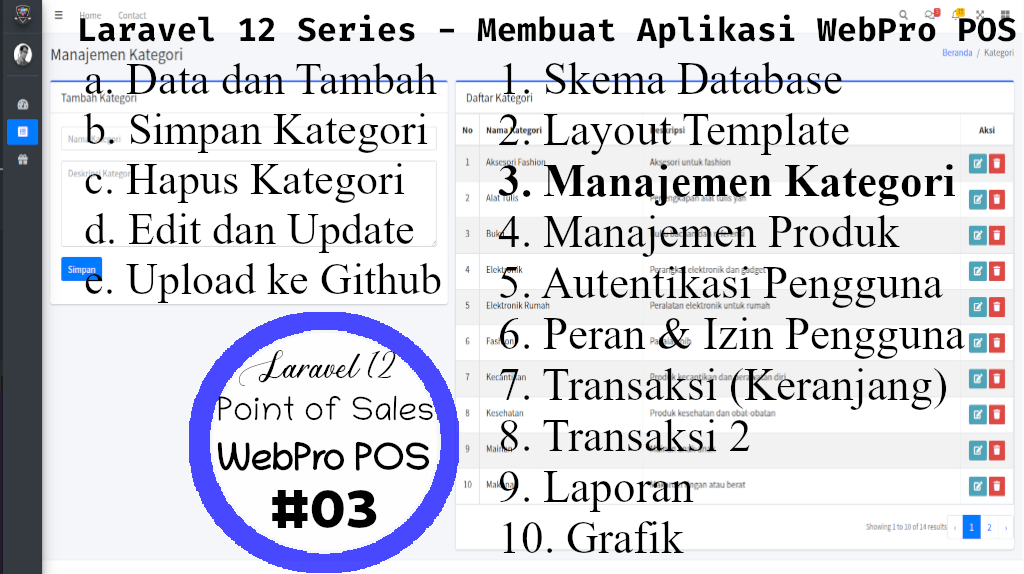 Home Contact
Laravel 12 Series - Membuat Aplikasi WebPro POS
Manajemen Kategori
Beranda / Kategori
a. Data dan Tambah
b. Simpan Kategori
c. Hapus Kategori
d. Edit dan Update
e. Upload ke Github
Tambah Kategori
Nama Kategori
Deskripsi Kategori
Simpan
Laravel 12
Point of Sales
WebPro POS
#03
1. Skema Database
2. Layout Template
3. Manajemen Kategori
4. Manajemen Produk
5. Autentikasi Pengguna
6. Peran & Izin Pengguna
7. Transaksi (Keranjang)
8. Transaksi 2
9. Laporan
10. Grafik
Daftar Kategori
No Nama Kategori Deskripsi Aksi
1 Aksesori Fashion Aksesori untuk fashion
2 Alat Tulis alat tulis
3
4 Elektronik Perangkat elektronik dan gadget
5 Elektronik Rumah Peralatan elektronik untuk rumah
6 Fashion
7 Kecantikan Produk kecantikan dan perawatan diri
8 Kesehatan Produk kesehatan dan obat-obatan
9 Mainan
10 Makanan ringan atau berat
Showing 1 to 10 of 14 results ‹ 1 2 ›